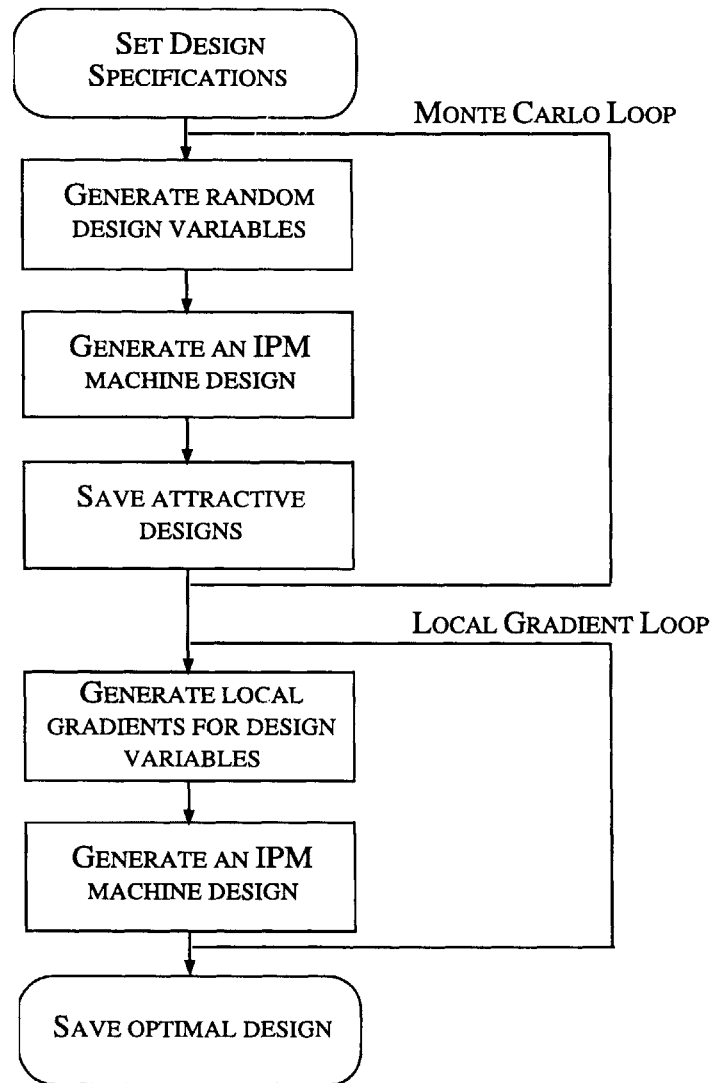 SET DESIGN
SPECIFICATIONS
MONTE CARLO LOOP
GENERATE RANDOM
DESIGN VARIABLES
GENERATE AN IPM
MACHINE DESIGN
SAVE ATTRACTIVE
DESIGNS
LOCAL GRADIENT LOOP
GENERATE LOCAL
GRADIENTS FOR DESIGN
VARIABLES
GENERATE AN IPM
MACHINE DESIGN
SAVE OPTIMAL DESIGN